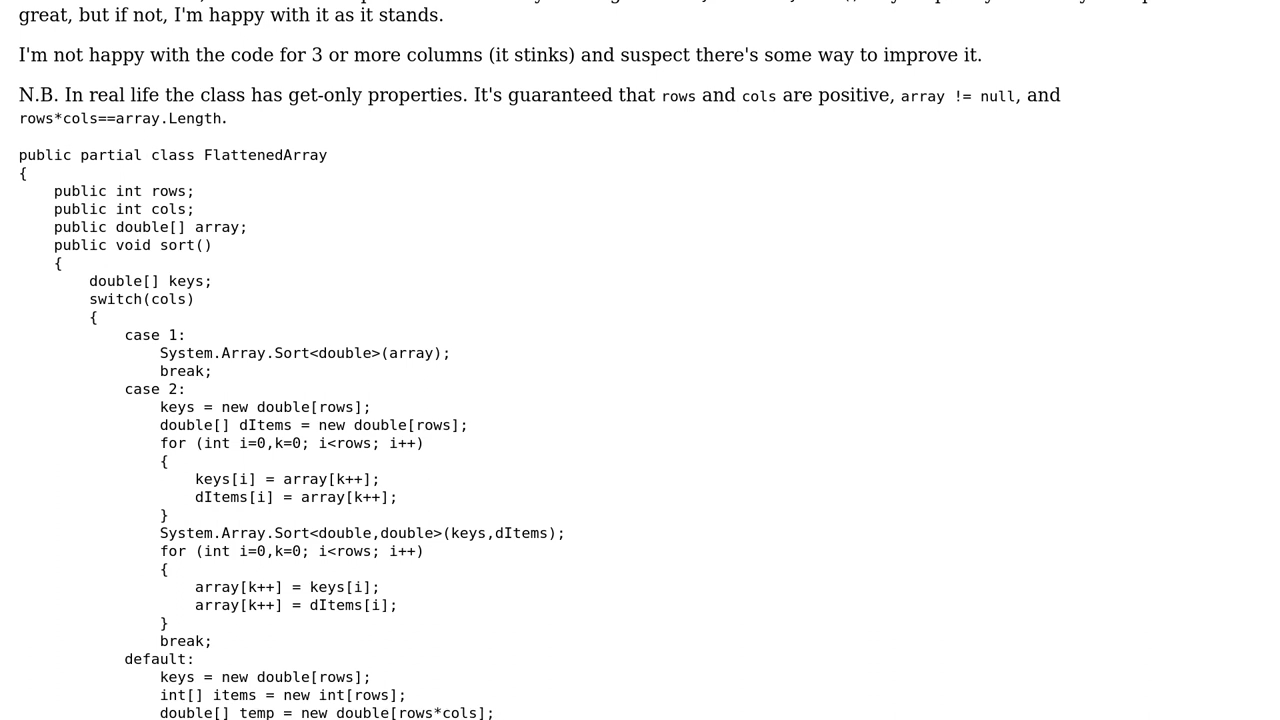 great, but if not, I'm happy with it as it stands.
I'm not happy with the code for 3 or more columns (it stinks) and suspect there's some way to improve it.
N.B. In real life the class has get-only properties. It's guaranteed that rows and cols are positive, array != null, and
rows*cols==array.Length.
public partial class FlattenedArray
{
    public int rows;
    public int cols;
    public double[] array;
    public void sort()
    {
        double[] keys;
        switch(cols)
        {
            case 1:
                System.Array.Sort<double>(array);
                break;
            case 2:
                keys = new double[rows];
                double[] dItems = new double[rows];
                for (int i=0,k=0; i<rows; i++)
                {
                    keys[i] = array[k++];
                    dItems[i] = array[k++];
                }
                System.Array.Sort<double,double>(keys,dItems);
                for (int i=0,k=0; i<rows; i++)
                {
                    array[k++] = keys[i];
                    array[k++] = dItems[i];
                }
                break;
            default:
                keys = new double[rows];
                int[] items = new int[rows];
                double[] temp = new double[rows*cols];